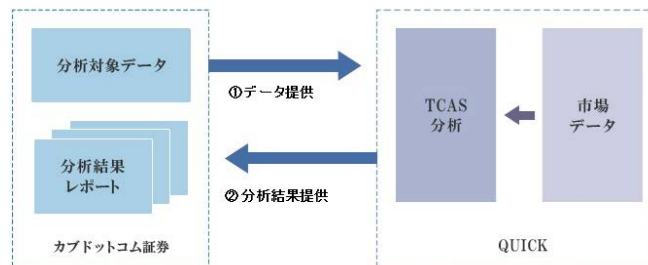 分析対象データ
①データ提供
TCAS
分析
市場
データ
分析結果
レポート
②分析結果提供
カブドットコム証券
QUICK